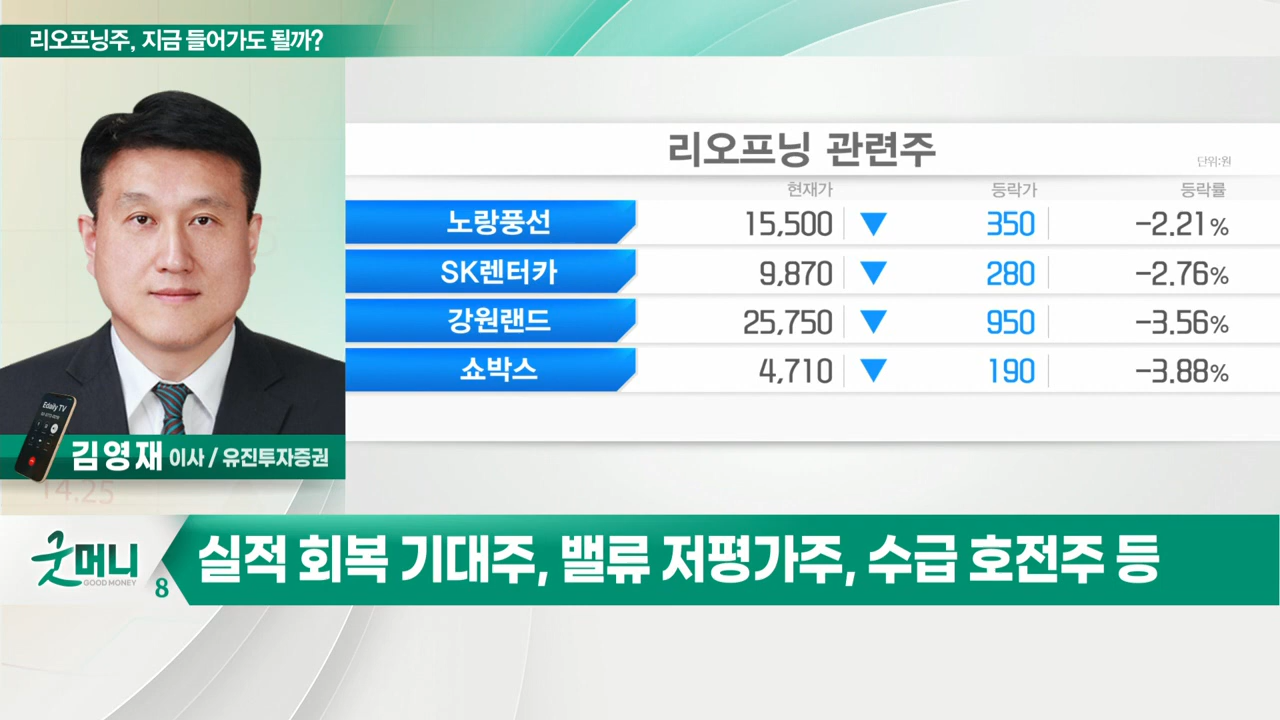 리오프닝주, 지금 들어가도 될까?
리오프닝 관련주
단위:원
현재가 등락가 등락률
노랑풍선 15,500 ▼ 350 -2.21%
SK렌터카 9,870 ▼ 280 -2.76%
강원랜드 25,750 ▼ 950 -3.56%
쇼박스 4,710 ▼ 190 -3.88%
Edaily TV
김영재 이사 / 유진투자증권
14.25
굿머니
GOOD MONEY
8
실적 회복 기대주, 밸류 저평가주, 수급 호전주 등